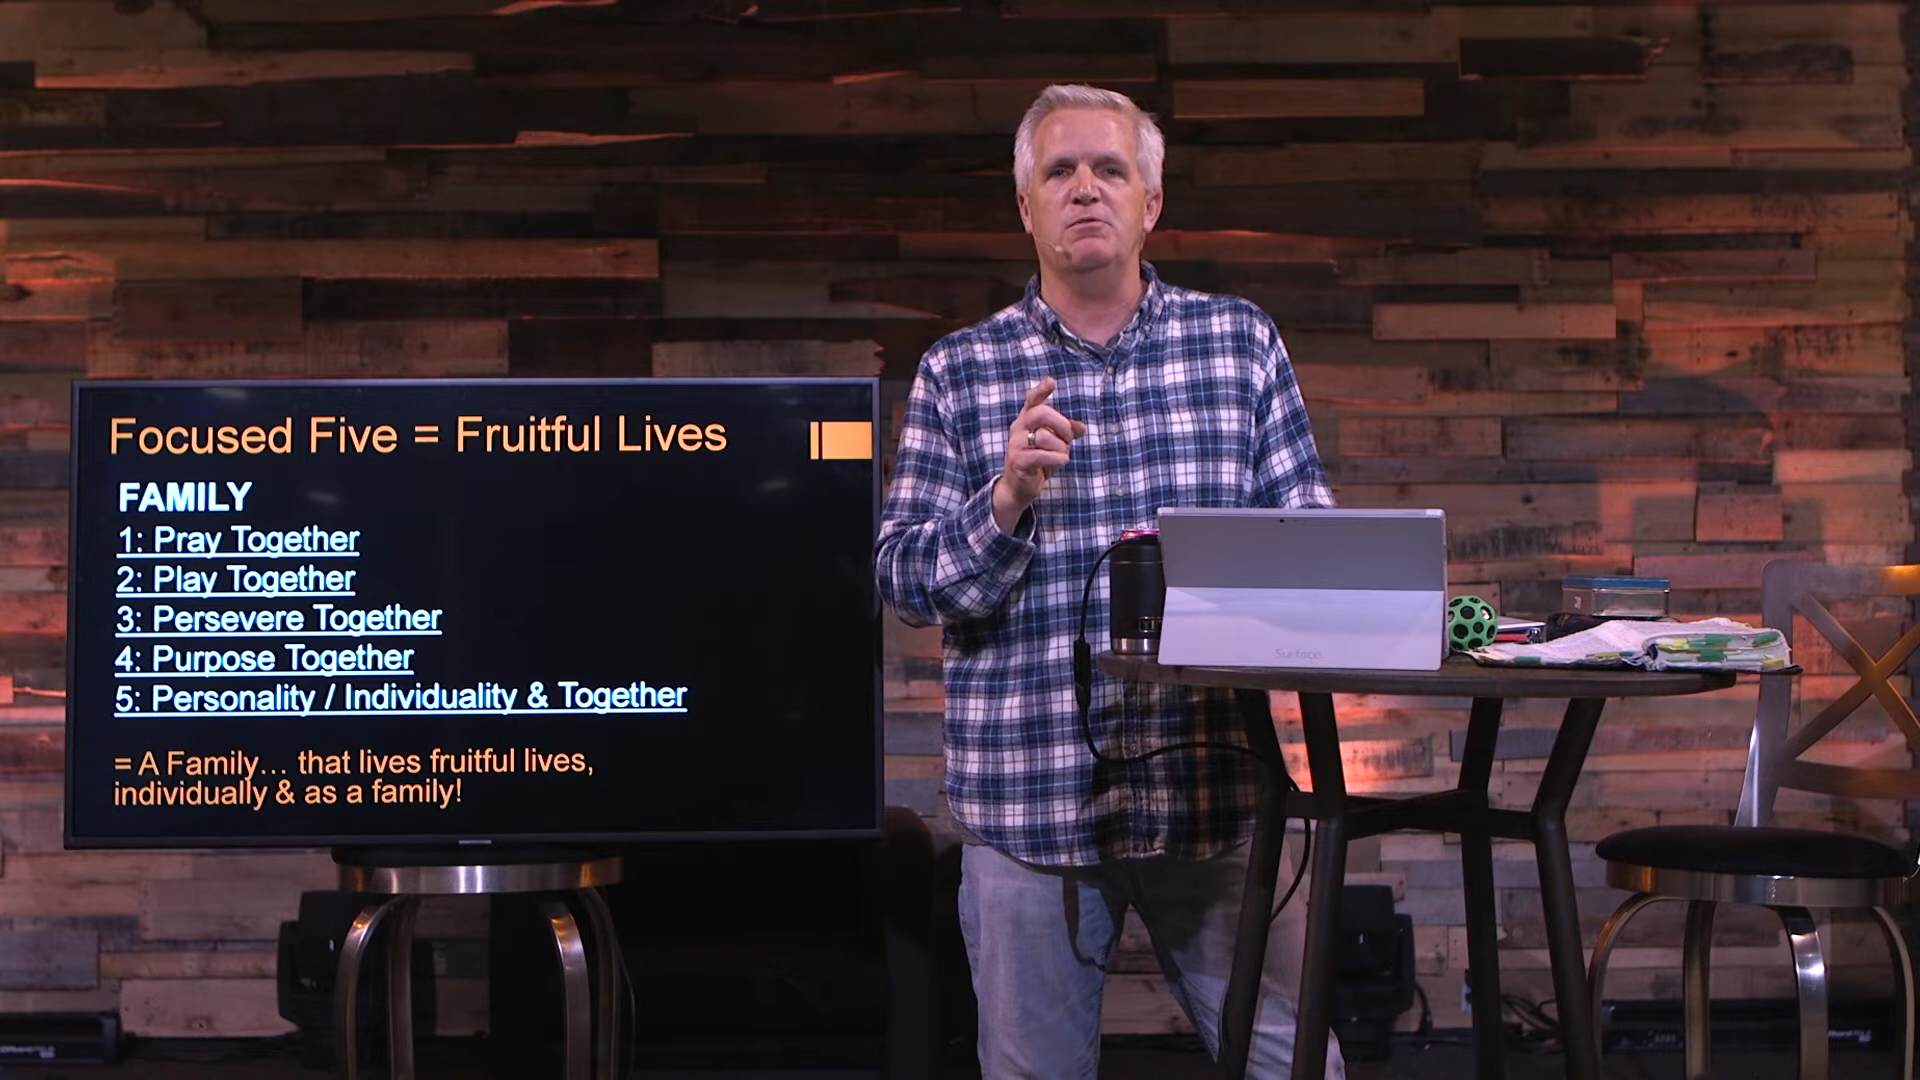 Focused Five = Fruitful Lives
FAMILY
1: Pray Together
2: Play Together
3: Persevere Together
4: Purpose Together
5: Personality / Individuality & Together
= A Family... that lives fruitful lives,
individually & as a family!
Surface